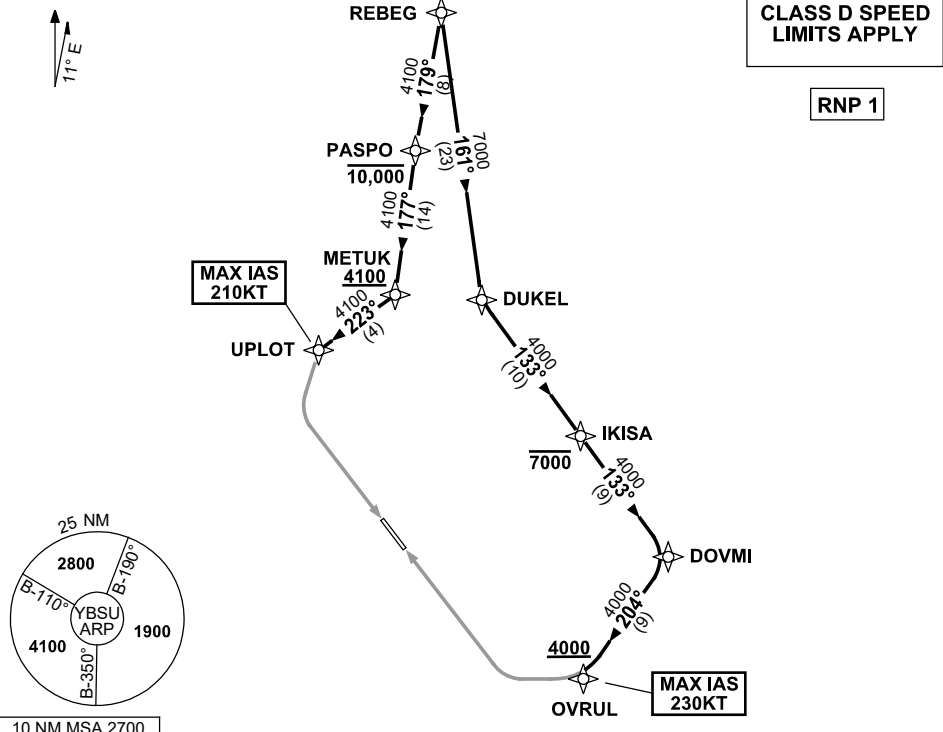 REBEG
CLASS D SPEED
LIMITS APPLY
11° E
RNP 1
4100
179°
(8)
7000
161°
(23)
PASPO
10,000
4100
177°
(14)
METUK
4100
MAX IAS
210KT
4100
223°
(4)
DUKEL
UPLOT
4000
133°
(10)
IKISA
7000
4000
133°
(9)
25 NM
2800
B-190°
B-110°
YBSU
ARP
1900
4100
B-350°
DOVMI
4000
204°
(9)
4000
MAX IAS
230KT
OVRUL
10 NM MSA 2700